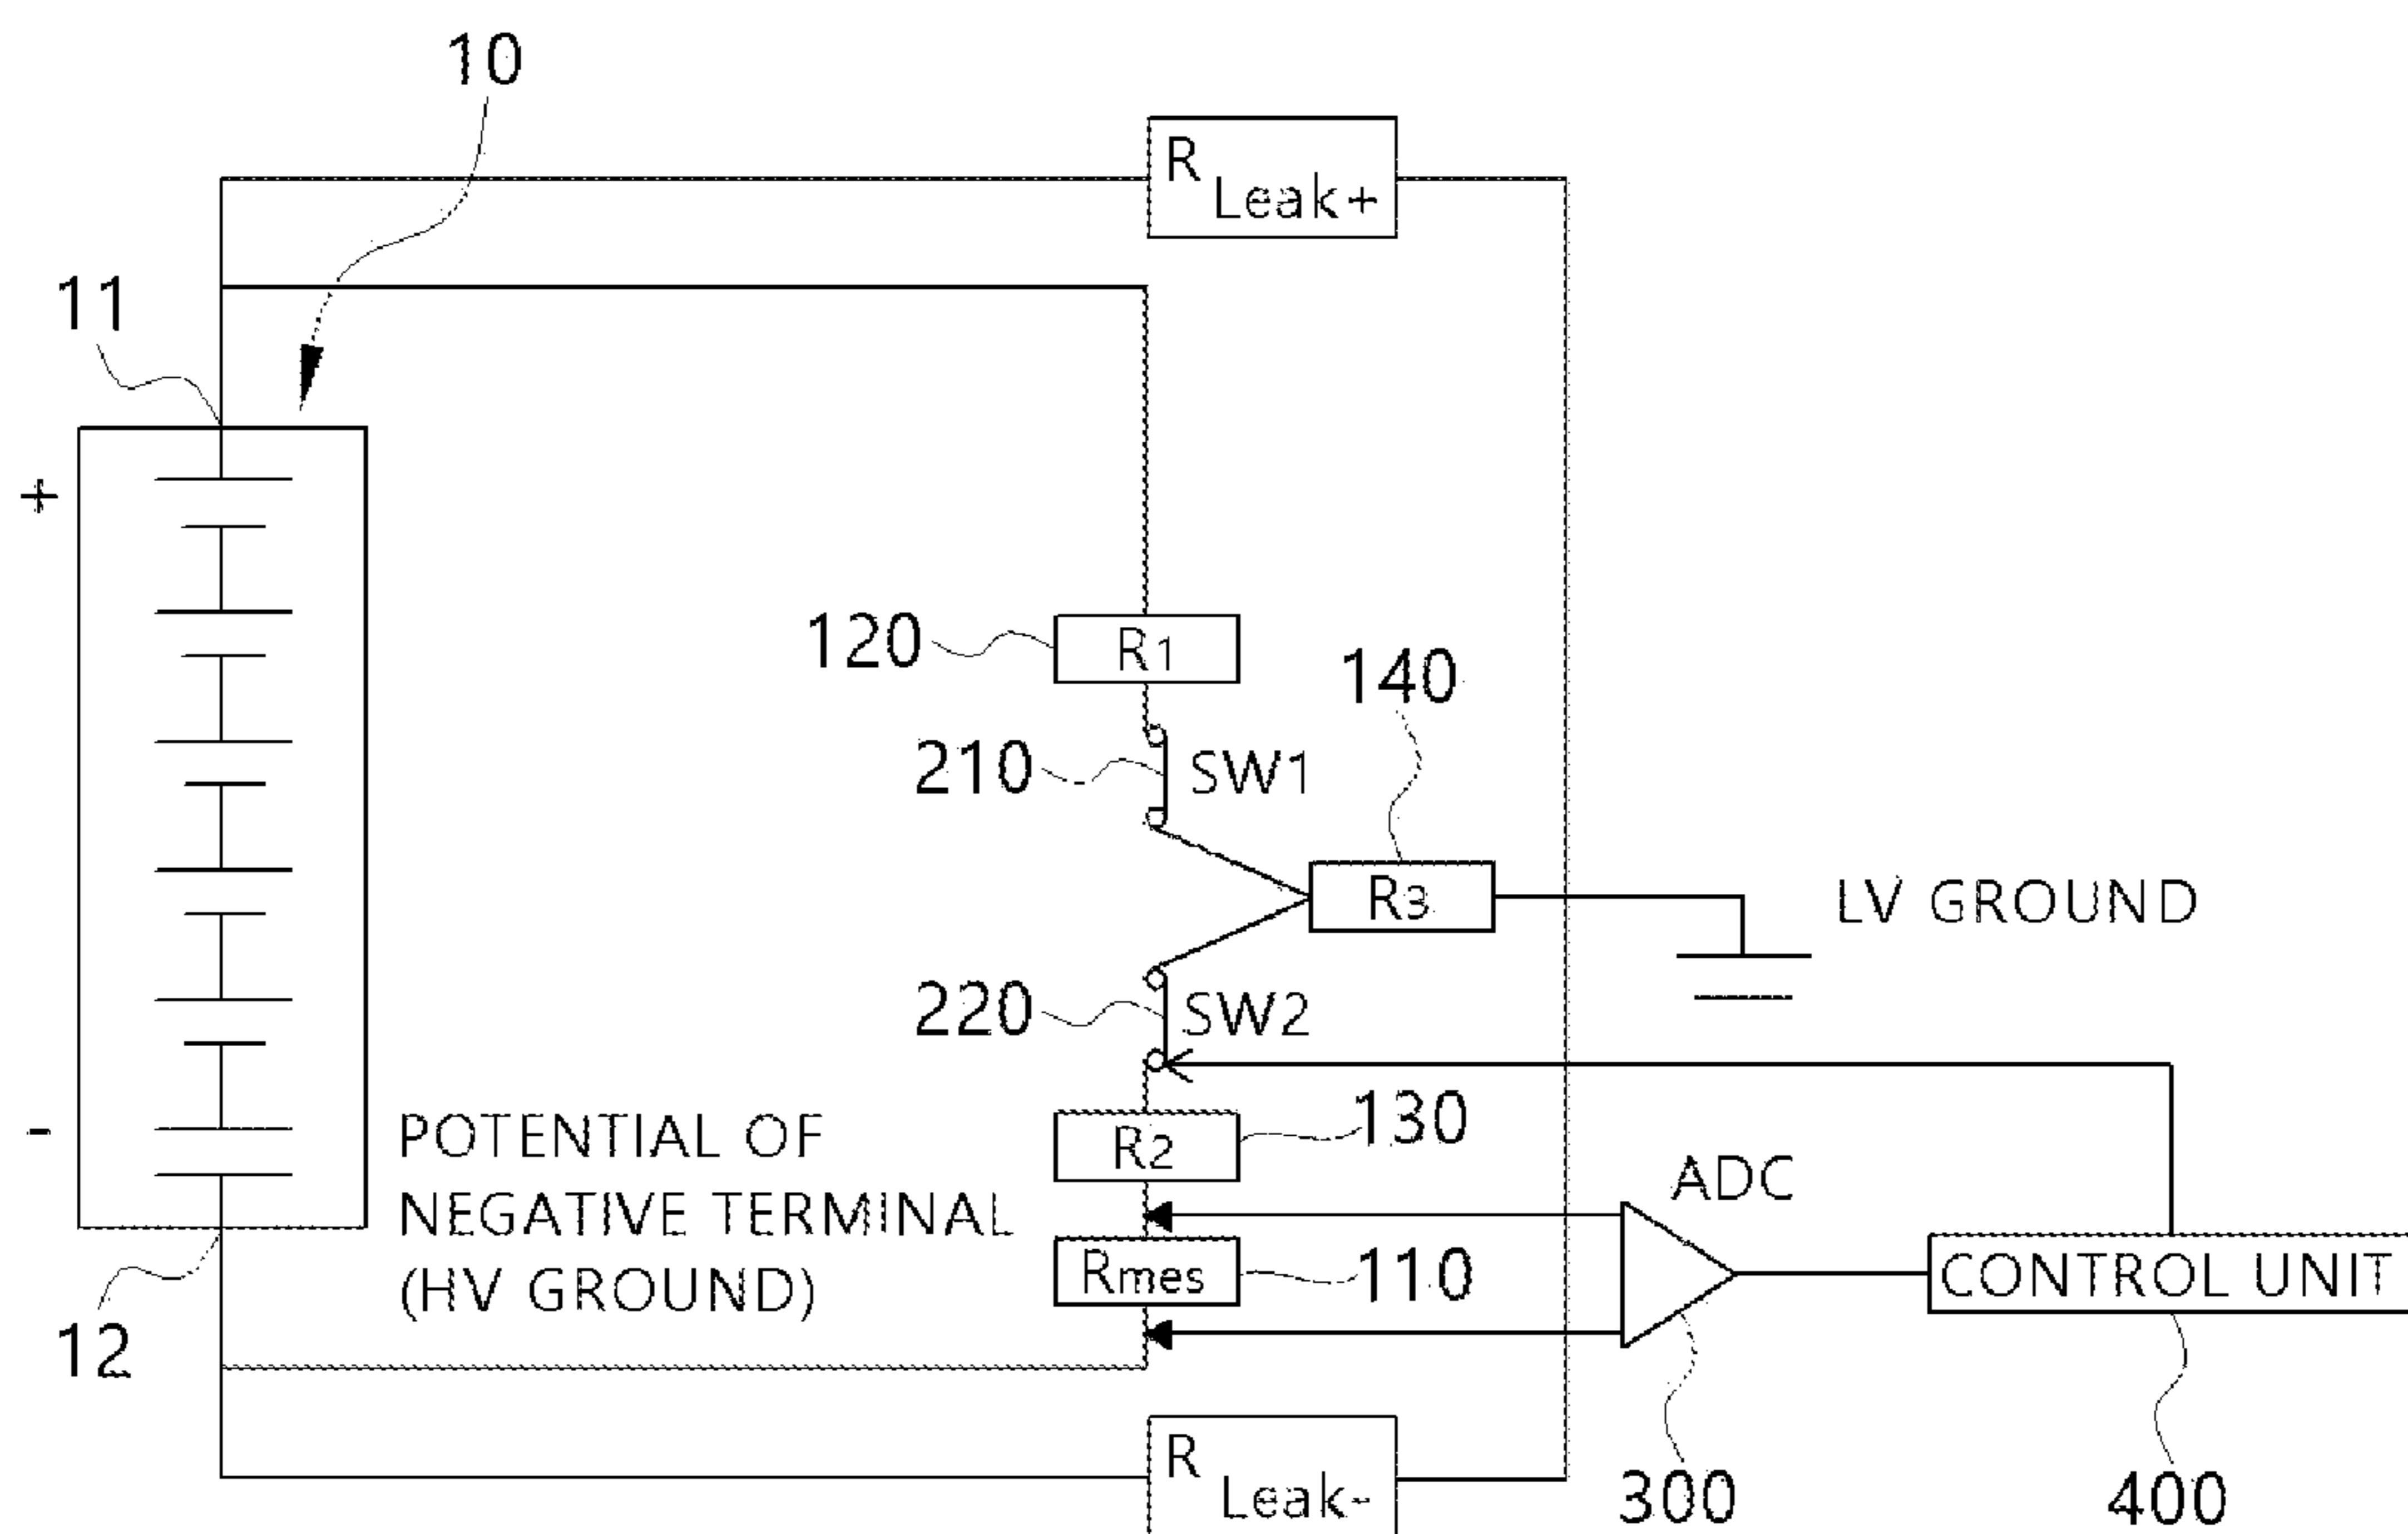 10
R Leak+
11
+
120
R1
140
210
SW1
R3
LV GROUND
220
SW2
130
R2
-
POTENTIAL OF
NEGATIVE TERMINAL
(HV GROUND)
ADC
Rmes
110
CONTROL UNIT
12
R Leak-
300
400